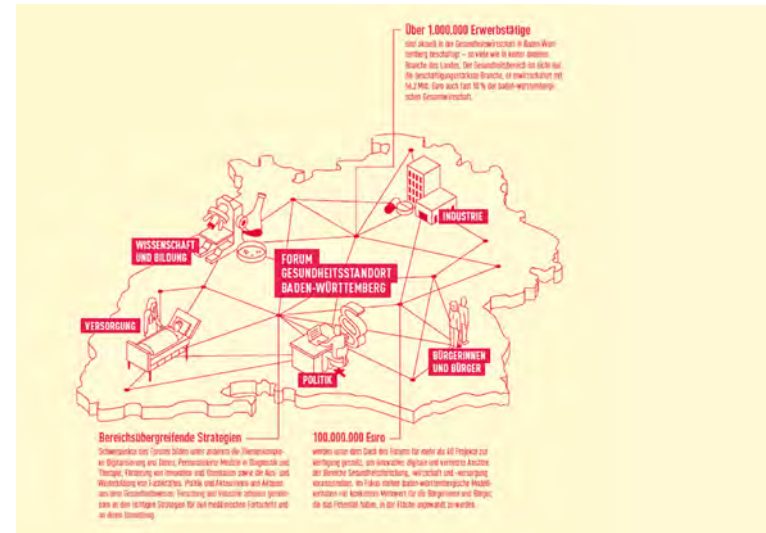 Über 1.000.000 Erwerbstätige
sind aktuell in der Gesundheitswirtschaft in Baden-Würt-
temberg beschäftigt – so viele wie in keiner anderen
Branche des Landes. Der Gesundheitsbereich ist nicht nur
die beschäftigungsstärkste Branche, er erwirtschaftet mit
Mrd. Euro auch fast 10 % der baden-württembergi-
schen Gesamtwirtschaft.
INDUSTRIE
WISSENSCHAFT
UND BILDUNG
FORUM
GESUNDHEITSSTANDORT
BADEN-WÜRTTEMBERG
VERSORGUNG
BÜRGERINNEN
UND BÜRGER
POLITIK
Bereichsübergreifende Strategien
Schwerpunkte des Forums bilden unter anderem die Themenkomple-
xe Digitalisierung und Daten, Personalisierte Medizin in Diagnostik und
Therapie, Förderung von Innovation und sowie die Aus- und
Weiterbildung von Fachkräften. Politik und Akteurinnen und Akteure
aus dem Gesundheitswesen, Forschung und Industrie arbeiten gemein-
sam an den richtigen Strategien für den medizinischen Fortschritt und
an deren Umsetzung.
100.000.000 Euro
werden unter dem Dach des Forums für mehr als 60 Projekte zur
Verfügung gestellt, um innovative, digitale und vernetzte Ansätze
der Bereiche Gesundheitsforschung, -wirtschaft und -versorgung
voranzutreiben. Im Fokus stehen baden-württembergische Modell-
vorhaben mit konkretem Mehrwert für die Bürgerinnen und Bürger,
die das Potential haben, in der Fläche angewandt zu werden.